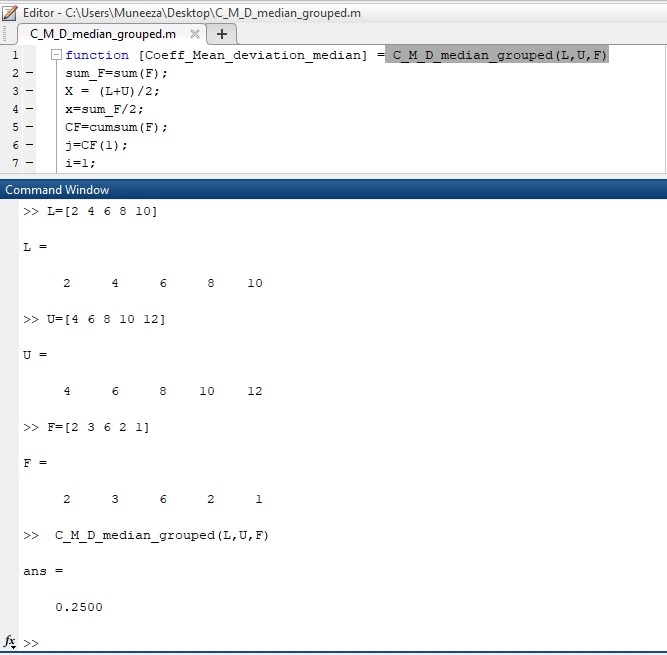 Editor - C:\Users\Muneeza\Desktop\C_M_D_median_grouped.m
C_M_D_median_grouped.m × +
1 function [Coeff_Mean_deviation_median] = C_M_D_median_grouped(L,U,F)
2 – sum_F=sum(F);
3 – X = (L+U)/2;
4 – x=sum_F/2;
5 – CF=cumsum(F);
6 – j=CF(1);
7 – i=1;
Command Window
>> L=[2 4 6 8 10]
L =
2 4 6 8 10
>> U=[4 6 8 10 12]
U =
4 6 8 10 12
>> F=[2 3 6 2 1]
F =
2 3 6 2 1
>> C_M_D_median_grouped(L,U,F)
ans =
0.2500
fx >>